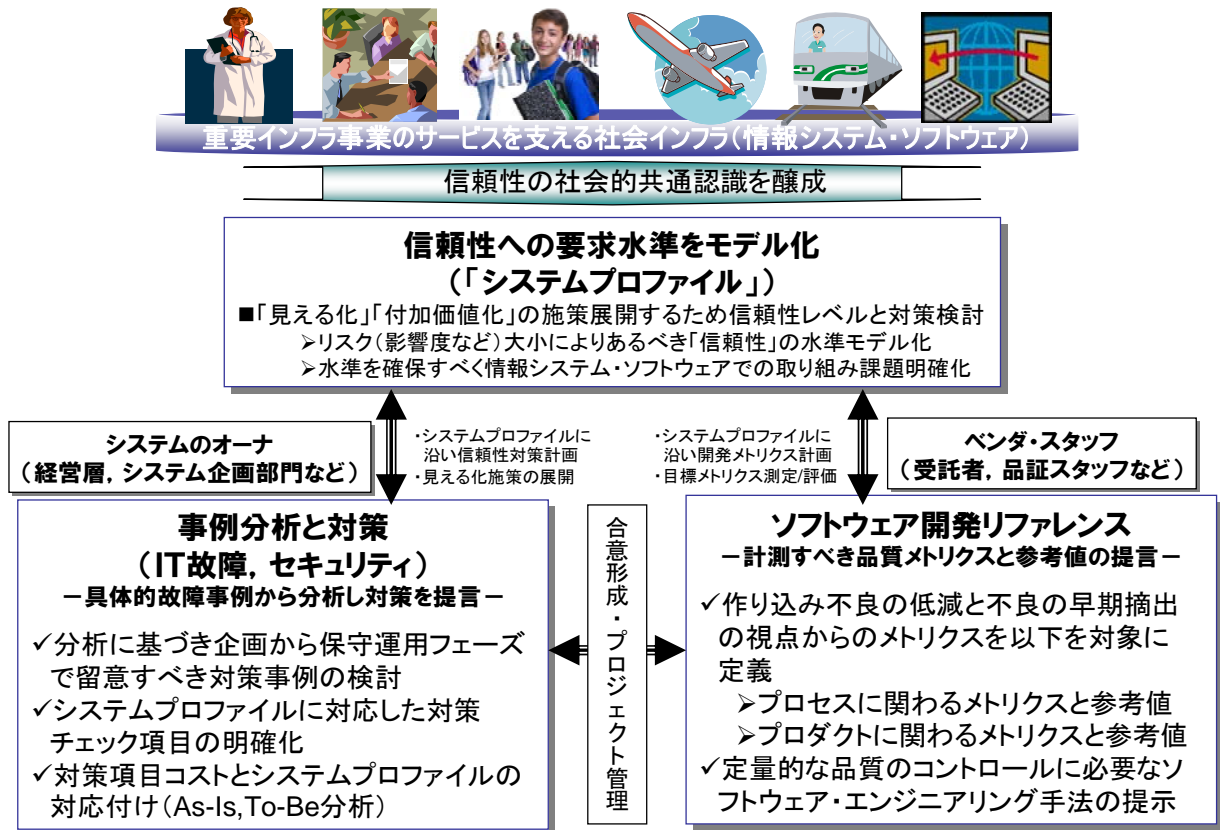 重要インフラ事業のサービスを支える社会インフラ(情報システム・ソフトウェア)
信頼性の社会的共通認識を醸成
信頼性への要求水準をモデル化
(「システムプロファイル」)
■「見える化」「付加価値化」の施策展開するため信頼性レベルと対策検討
➢リスク(影響度など)大小によりあるべき「信頼性」の水準モデル化
➢水準を確保すべく情報システム・ソフトウェアでの取り組み課題明確化
システムのオーナ
(経営層, システム企画部門など)
・システムプロファイルに
沿い信頼性対策計画
・見える化施策の展開
・システムプロファイルに
沿い開発メトリクス計画
・目標メトリクス測定/評価
ベンダ・スタッフ
(受託者, 品証スタッフなど)
事例分析と対策
(IT故障, セキュリティ)
－具体的故障事例から分析し対策を提言－
✓分析に基づき企画から保守運用フェーズ
で留意すべき対策事例の検討
✓システムプロファイルに対応した対策
チェック項目の明確化
✓対策項目コストとシステムプロファイルの
対応付け(As-Is,To-Be分析)
合意形成・プロジェクト管理
ソフトウェア開発リファレンス
－計測すべき品質メトリクスと参考値の提言－
✓作り込み不良の低減と不良の早期摘出
の視点からのメトリクスを以下を対象に
定義
➢プロセスに関わるメトリクスと参考値
➢プロダクトに関わるメトリクスと参考値
✓定量的な品質のコントロールに必要なソ
フトウェア・エンジニアリング手法の提示